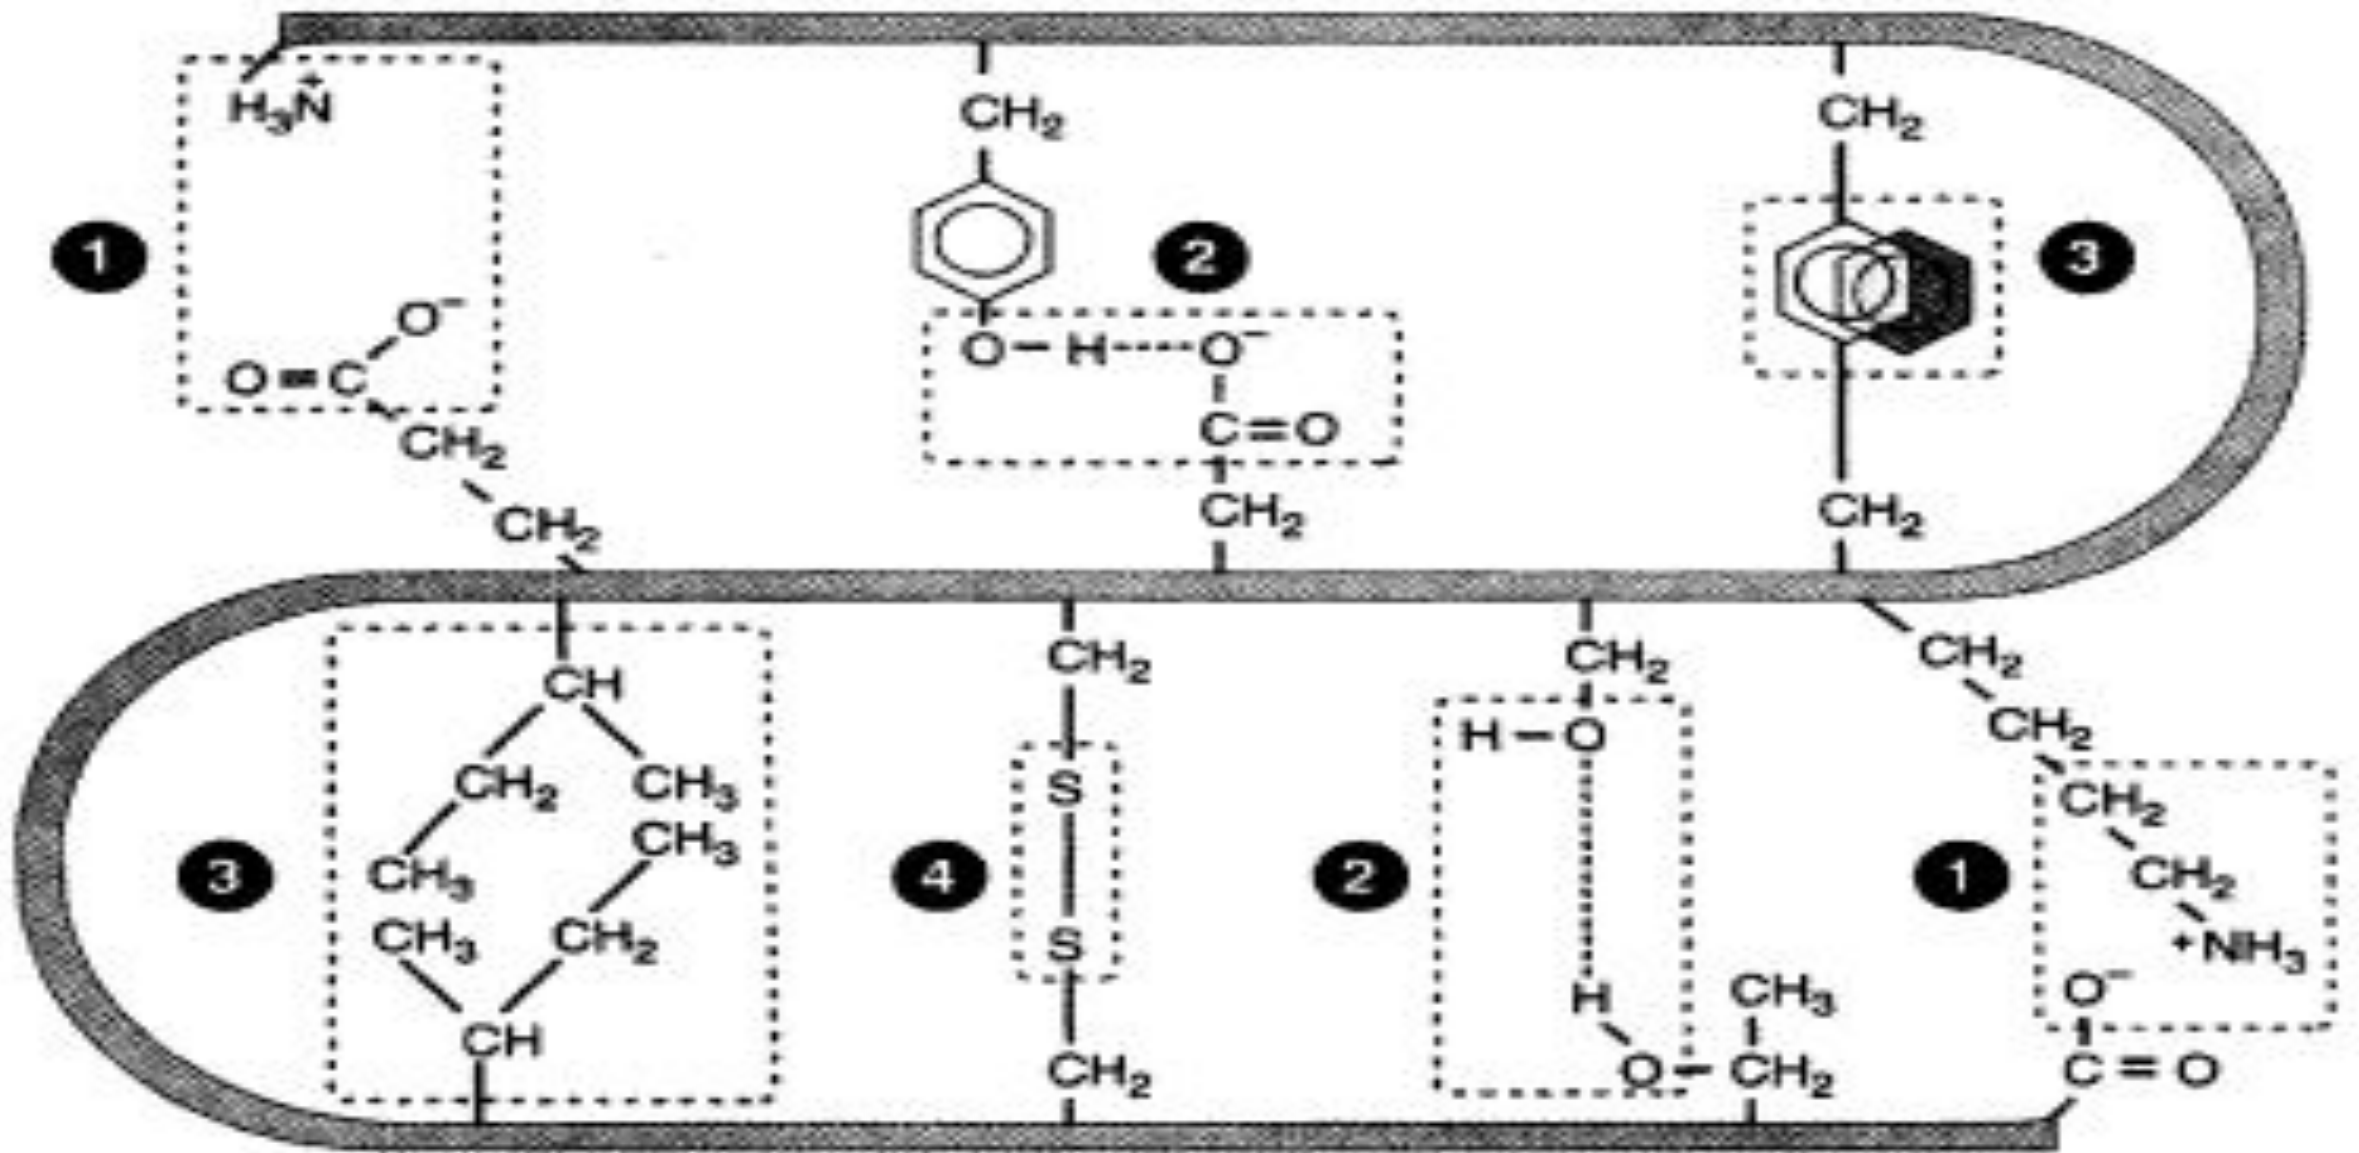 H₃N⁺
CH₂
CH₂
1
2
3
O⁻
O – H ····· O⁻
O = C
C = O
CH₂
CH₂
CH₂
CH₂
CH
CH₂
CH₂
CH₂
CH₂
H – O
CH₂
CH₃
S
CH₂
CH₃
CH₃
3
4
2
1
CH₂
CH₃
CH₂
S
⁺NH₃
H
CH₃
O⁻
CH
CH₂
O – CH₂
C = O